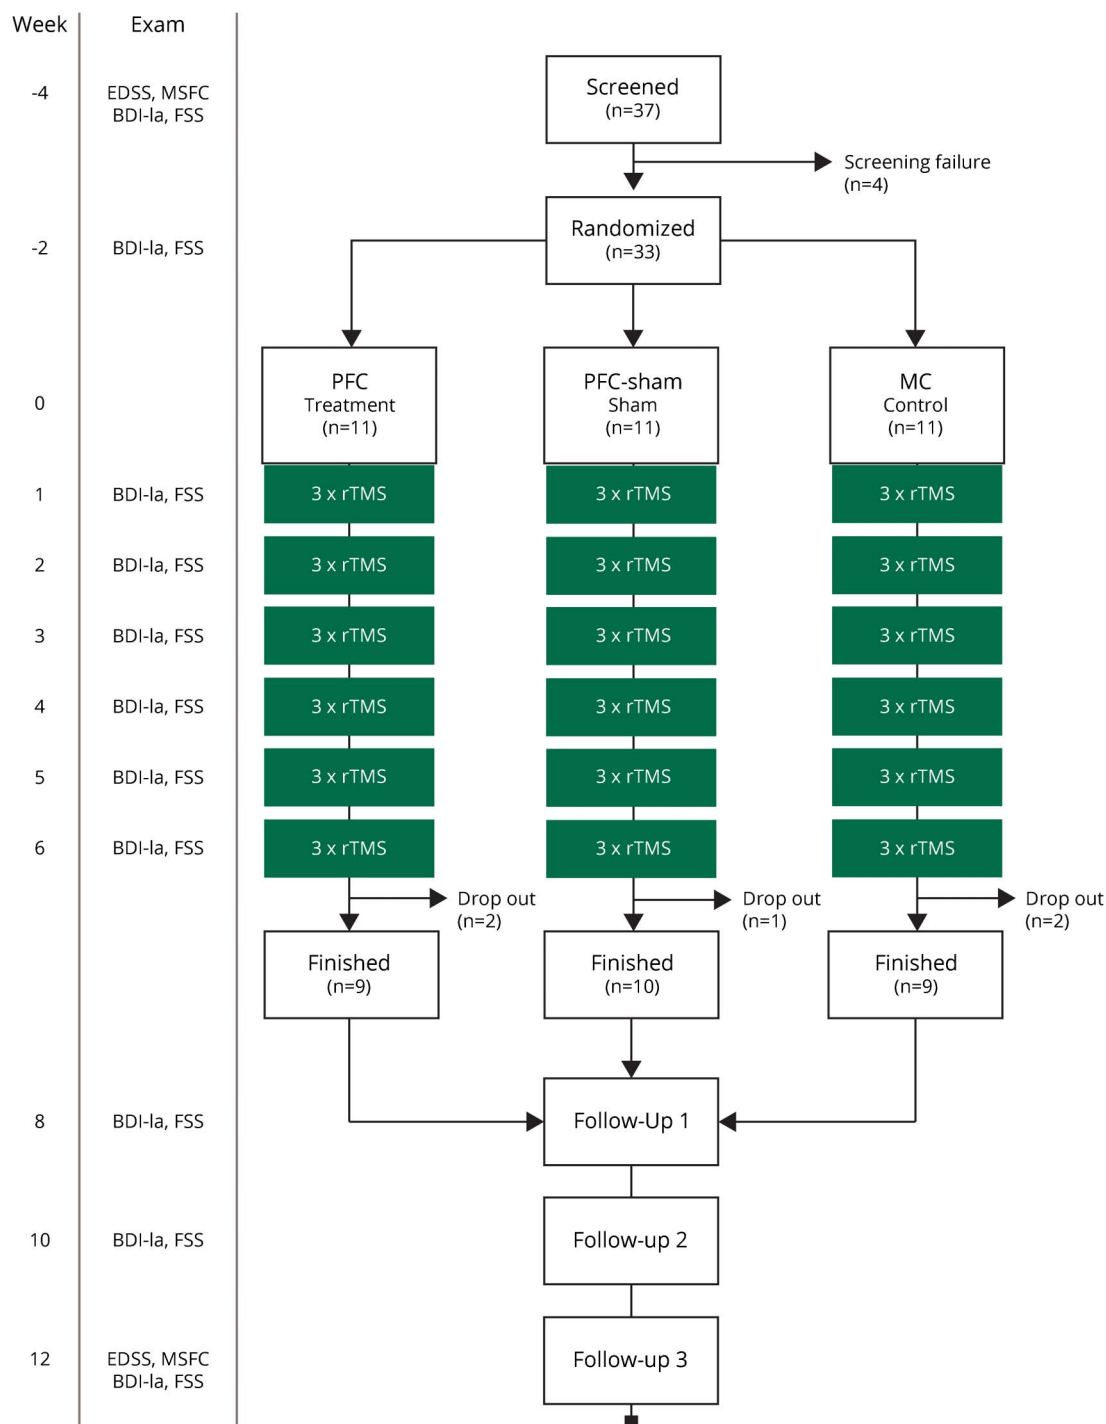 Week
Exam
-4
EDSS, MSFC
BDI-Ia, FSS
Screened
(n=37)
Screening failure
(n=4)
-2
BDI-Ia, FSS
Randomized
(n=33)
0
PFC
Treatment
(n=11)
PFC-sham
Sham
(n=11)
MC
Control
(n=11)
1
BDI-Ia, FSS
3 x rTMS
3 x rTMS
3 x rTMS
2
BDI-Ia, FSS
3 x rTMS
3 x rTMS
3 x rTMS
3
BDI-Ia, FSS
3 x rTMS
3 x rTMS
3 x rTMS
4
BDI-Ia, FSS
3 x rTMS
3 x rTMS
3 x rTMS
5
BDI-Ia, FSS
3 x rTMS
3 x rTMS
3 x rTMS
6
BDI-Ia, FSS
3 x rTMS
3 x rTMS
3 x rTMS
Drop out
(n=2)
Drop out
(n=1)
Drop out
(n=2)
Finished
(n=9)
Finished
(n=10)
Finished
(n=9)
8
BDI-Ia, FSS
Follow-Up 1
10
BDI-Ia, FSS
Follow-up 2
12
EDSS, MSFC
BDI-Ia, FSS
Follow-up 3